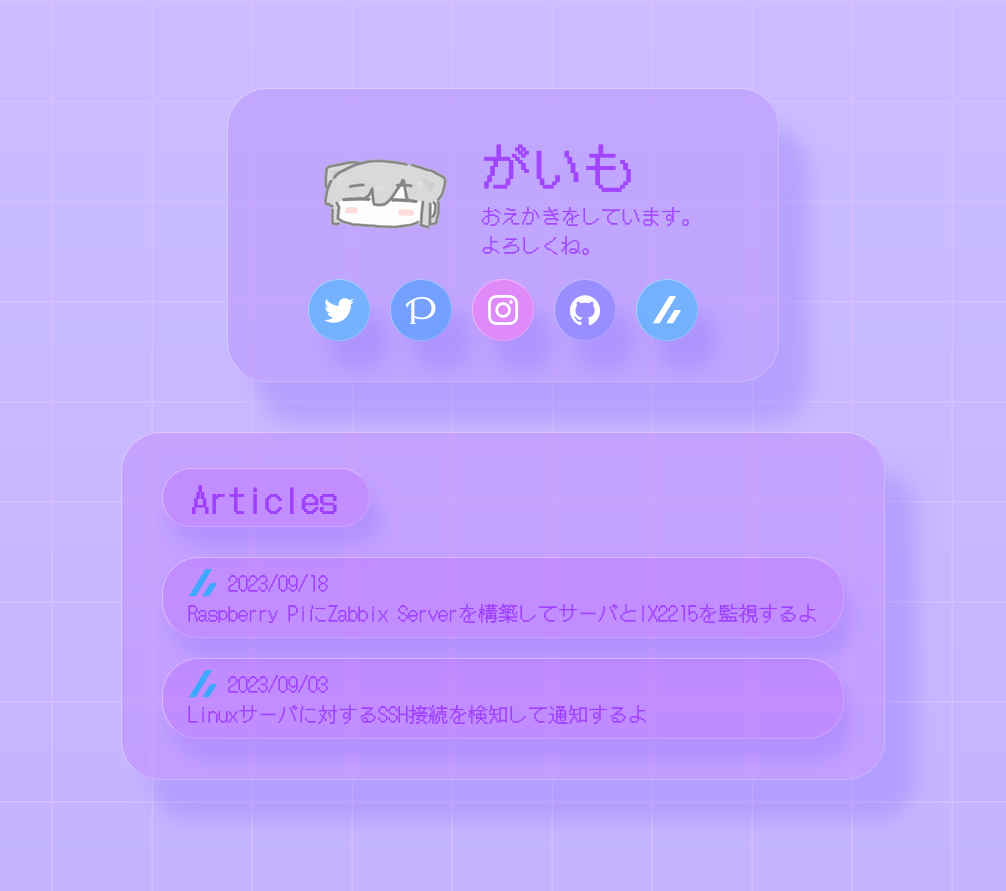 がいも
おえかきをしています。
よろしくね。
Articles
2023/09/18
Raspberry PiにZabbix Serverを構築してサーバとIX2215を監視するよ
2023/09/03
Linuxサーバに対するSSH接続を検知して通知するよ